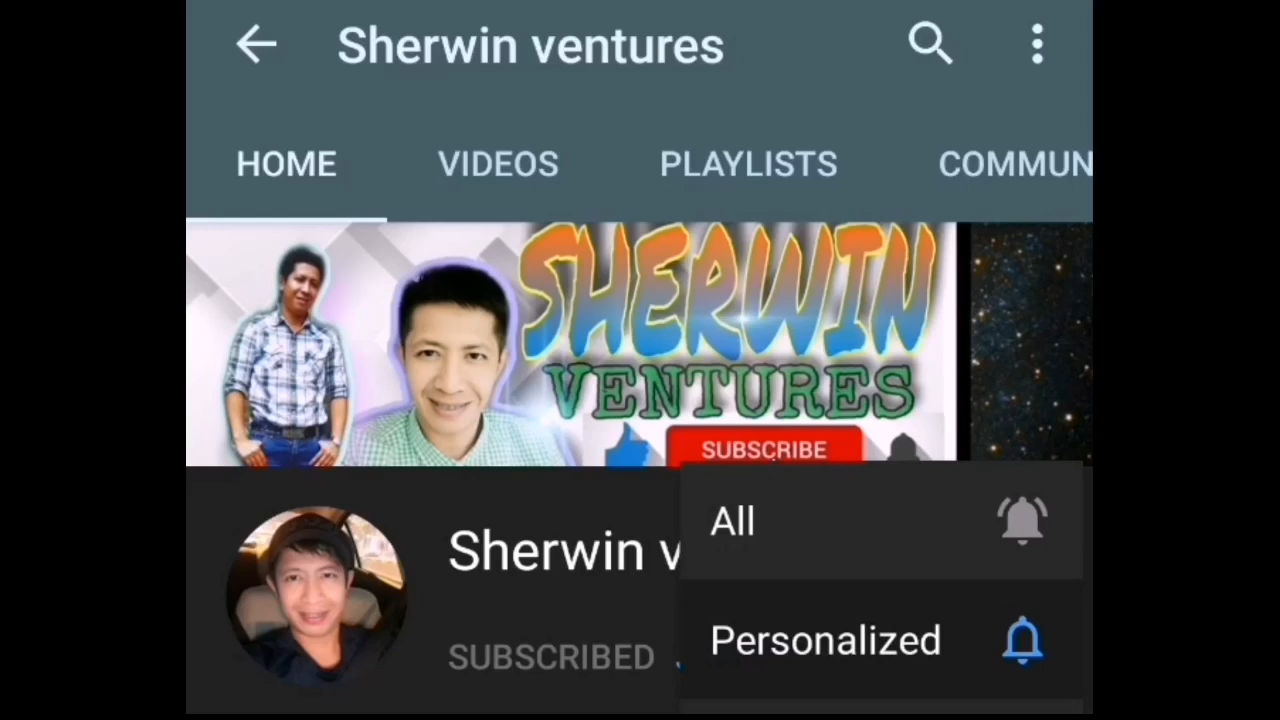 Sherwin ventures
HOME VIDEOS PLAYLISTS COMMUN
SHERWIN
VENTURES
SUBSCRIBE
All
Sherwin v
Personalized
SUBSCRIBED